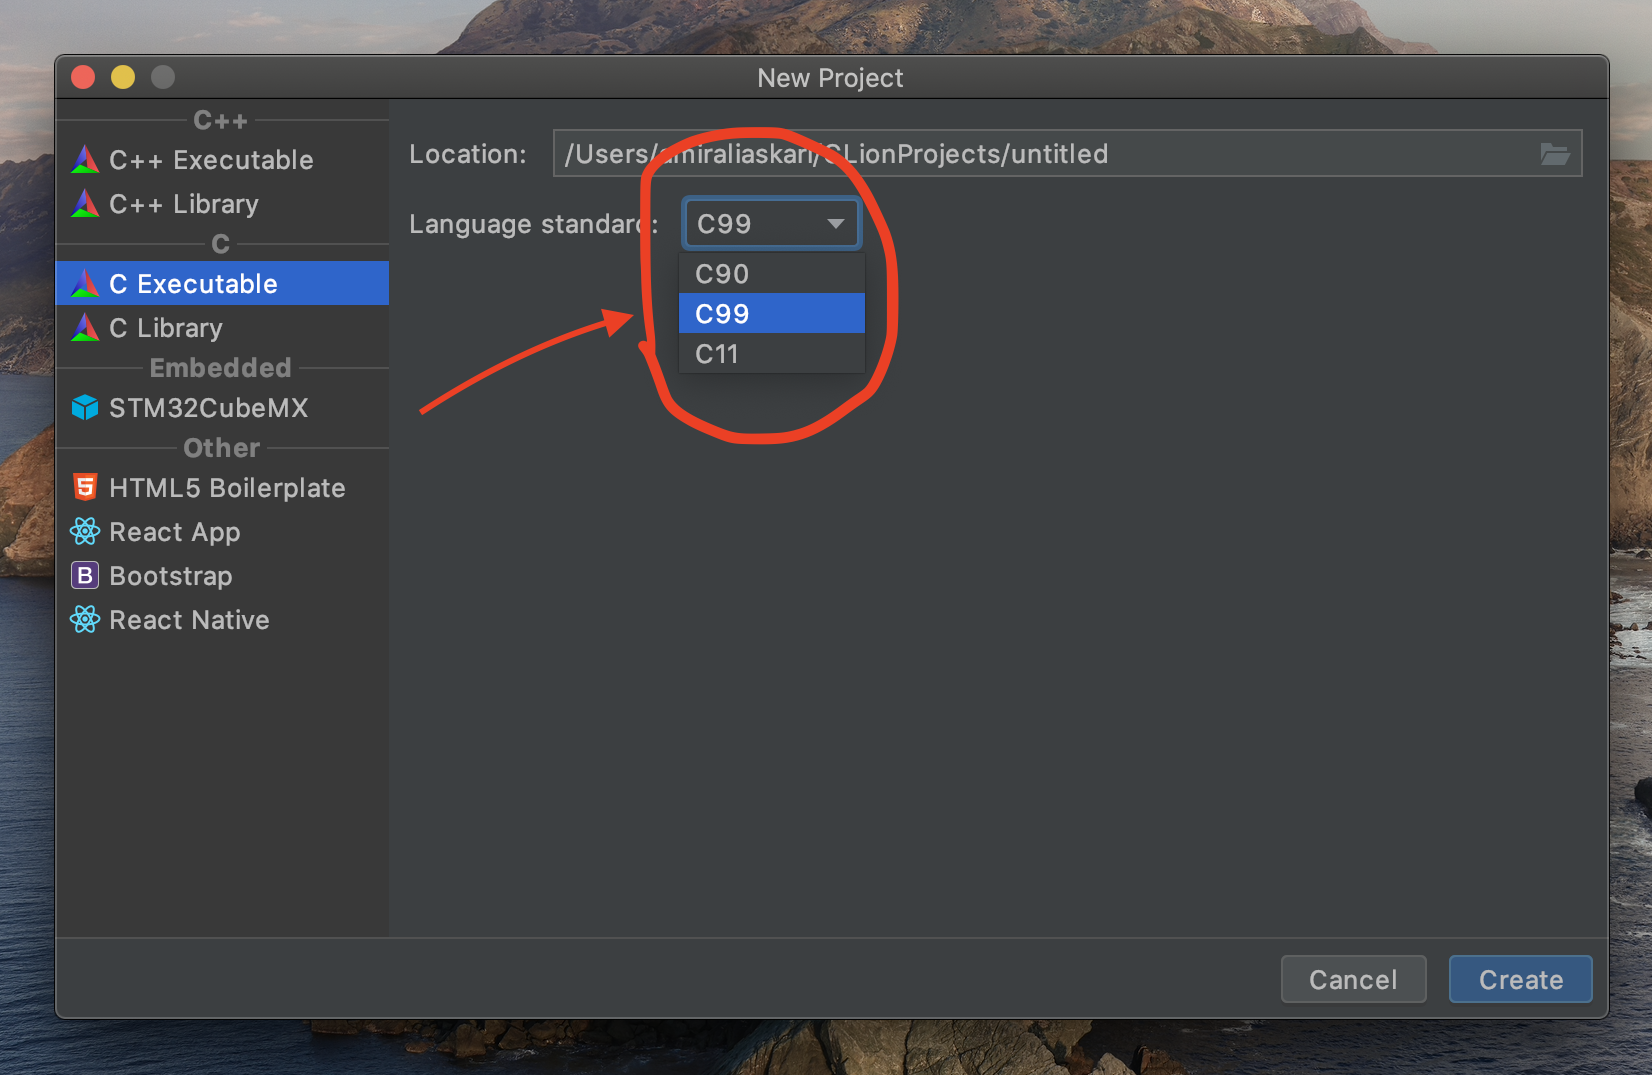 New Project
C++
C++ Executable
C++ Library
C
C Executable
C Library
Embedded
STM32CubeMX
Other
HTML5 Boilerplate
React App
B Bootstrap
React Native
Location: /Users/amiraliaskari/CLionProjects/untitled
Language standard: C99
C90
C99
C11
Cancel Create